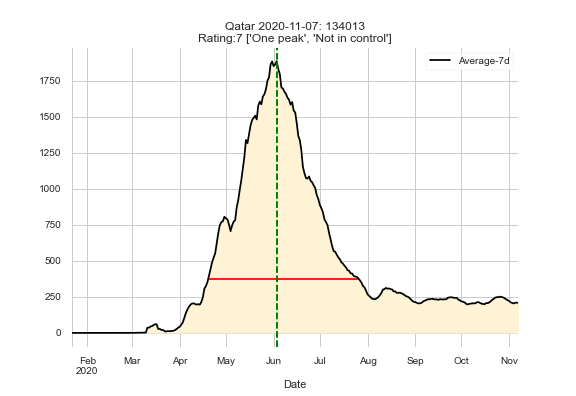 Qatar 2020-11-07: 134013
Rating:7 ['One peak', 'Not in control']
Average-7d
1750
1500
1250
1000
750
500
250
0
Feb Mar Apr May Jun Jul Aug Sep Oct Nov
2020
Date